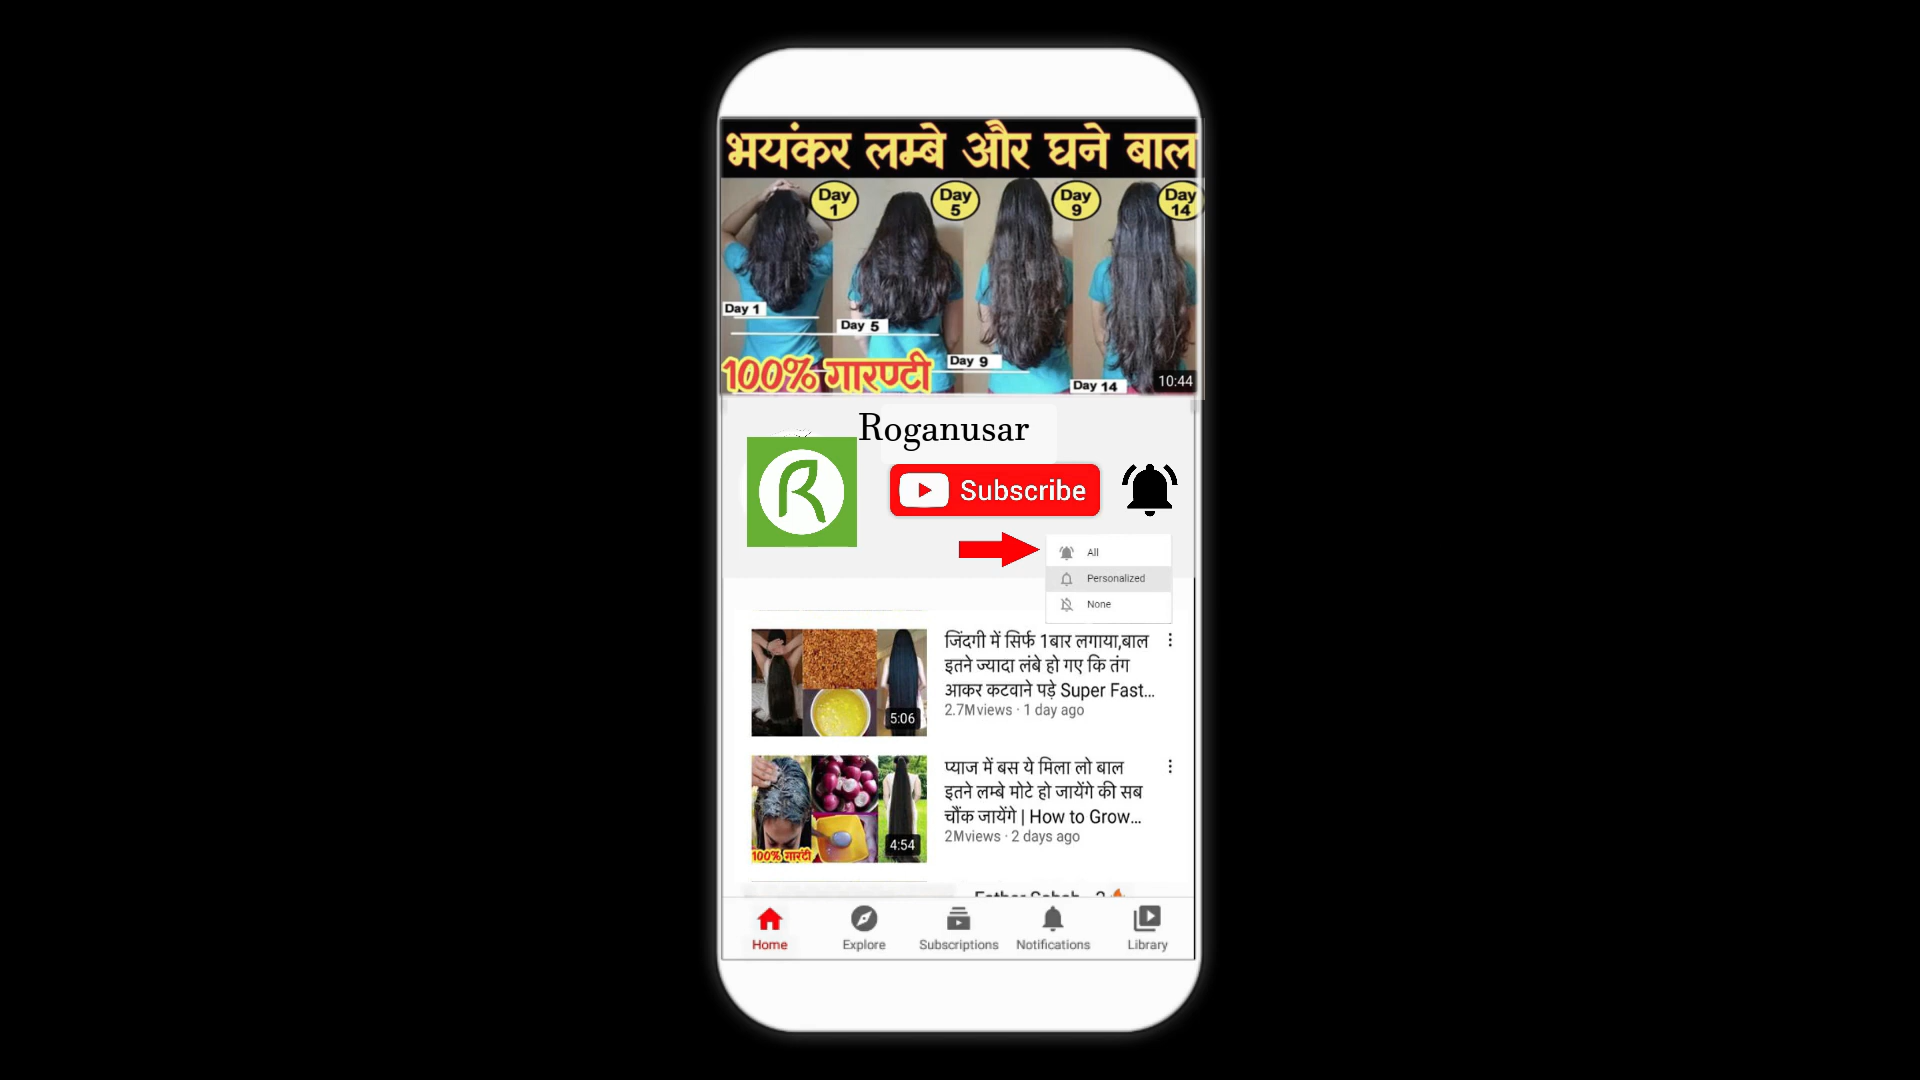 भयंकर लम्बे और घने बाल
Day 1
Day 5
Day 9
Day 14
Day 1
Day 5
Day 9
Day 14
100% गारण्टी
10:44
Roganusar
Subscribe
All
Personalized
None
जिंदगी में सिर्फ 1बार लगाया,बाल
इतने ज्यादा लंबे हो गए कि तंग
आकर कटवाने पड़े Super Fast...
2.7Mviews · 1 day ago
5:06
प्याज में बस ये मिला लो बाल
इतने लम्बे मोटे हो जायेंगे की सब
चौंक जायेंगे | How to Grow...
2Mviews · 2 days ago
100% गारंटी
4:54
Home
Explore
Subscriptions
Notifications
Library